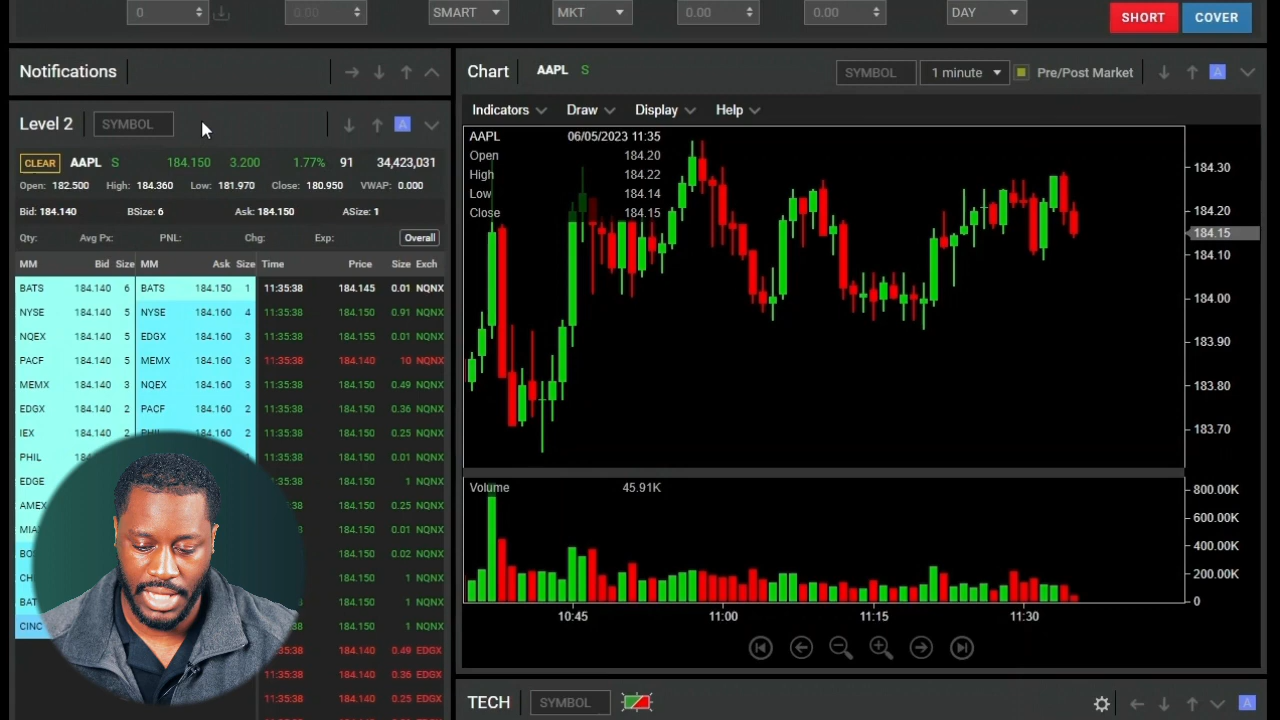 0 0.00 SMART MKT 0.00 0.00 DAY SHORT COVER
Notifications
Level 2 SYMBOL
CLEAR AAPL S 184.150 3.200 1.77% 91 34,423,031
Open: 182.500 High: 184.360 Low: 181.970 Close: 180.950 VWAP: 0.000
Bid: 184.140 BSize: 6 Ask: 184.150 ASize: 1
Qty: Avg Px: PNL: Chg: Exp: Overall
MM Bid Size MM Ask Size Time Price Size Exch
BATS 184.140 6 BATS 184.150 1 11:35:38 184.145 0.01 NQNX
NYSE 184.140 5 NYSE 184.160 4 11:35:38 184.150 0.91 NQNX
NQEX 184.140 5 EDGX 184.160 3 11:35:38 184.155 0.01 NQNX
PACF 184.140 5 MEMX 184.160 3 11:35:38 184.140 10 NQNX
MEMX 184.140 3 NQEX 184.160 3 11:35:38 184.150 0.49 NQNX
EDGX 184.140 2 PACF 184.160 2 11:35:38 184.150 0.36 NQNX
IEX 184.140 2 PHIL 184.160 2 11:35:38 184.150 0.25 NQNX
PHIL 11:35:38 184.150 0.01 NQNX
EDGE 11:35:38 184.150 1 NQNX
AMEX 11:35:38 184.150 0.25 NQNX
11:35:38 184.150 0.01 NQNX
11:35:38 184.150 0.02 NQNX
11:35:38 184.150 1 NQNX
184.150 1 NQNX
CINC 184.150 1 NQNX
184.150 0.49 EDGX
184.150 0.36 EDGX
184.150 0.25 EDGX
Chart AAPL S SYMBOL 1 minute Pre/Post Market
Indicators Draw Display Help
AAPL 06/05/2023 11:35
Open 184.20
High 184.22
Low 184.14
Close 184.15
184.30
184.20
184.15
184.10
184.00
183.90
183.80
183.70
Volume 45.91K
800.00K
600.00K
400.00K
200.00K
0
10:45 11:00 11:15 11:30
TECH SYMBOL
A